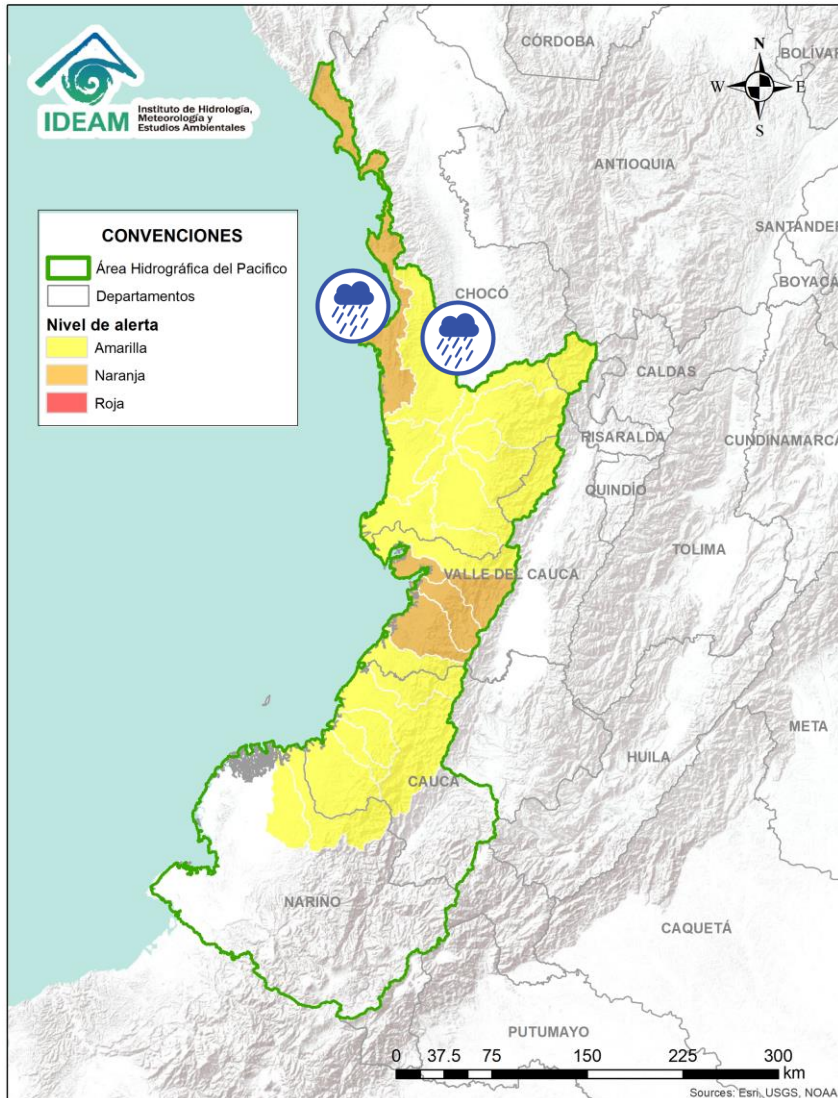 IDEAM
Instituto de Hidrología,
Meteorología y
Estudios Ambientales
CÓRDOBA
BOLÍVAR
N
W
E
S
ANTIOQUIA
SANTANDER
BOYACÁ
CONVENCIONES
Área Hidrográfica del Pacifico
Departamentos
Nivel de alerta
Amarilla
Naranja
Roja
CHOCÓ
CALDAS
RISARALDA
CUNDINAMARCA
QUINDÍO
TOLIMA
VALLE DEL CAUCA
META
HUILA
CAUCA
NARIÑO
CAQUETÁ
PUTUMAYO
0 37.5 75 150 225 300
km
Sources: Esri, USGS, NOAA